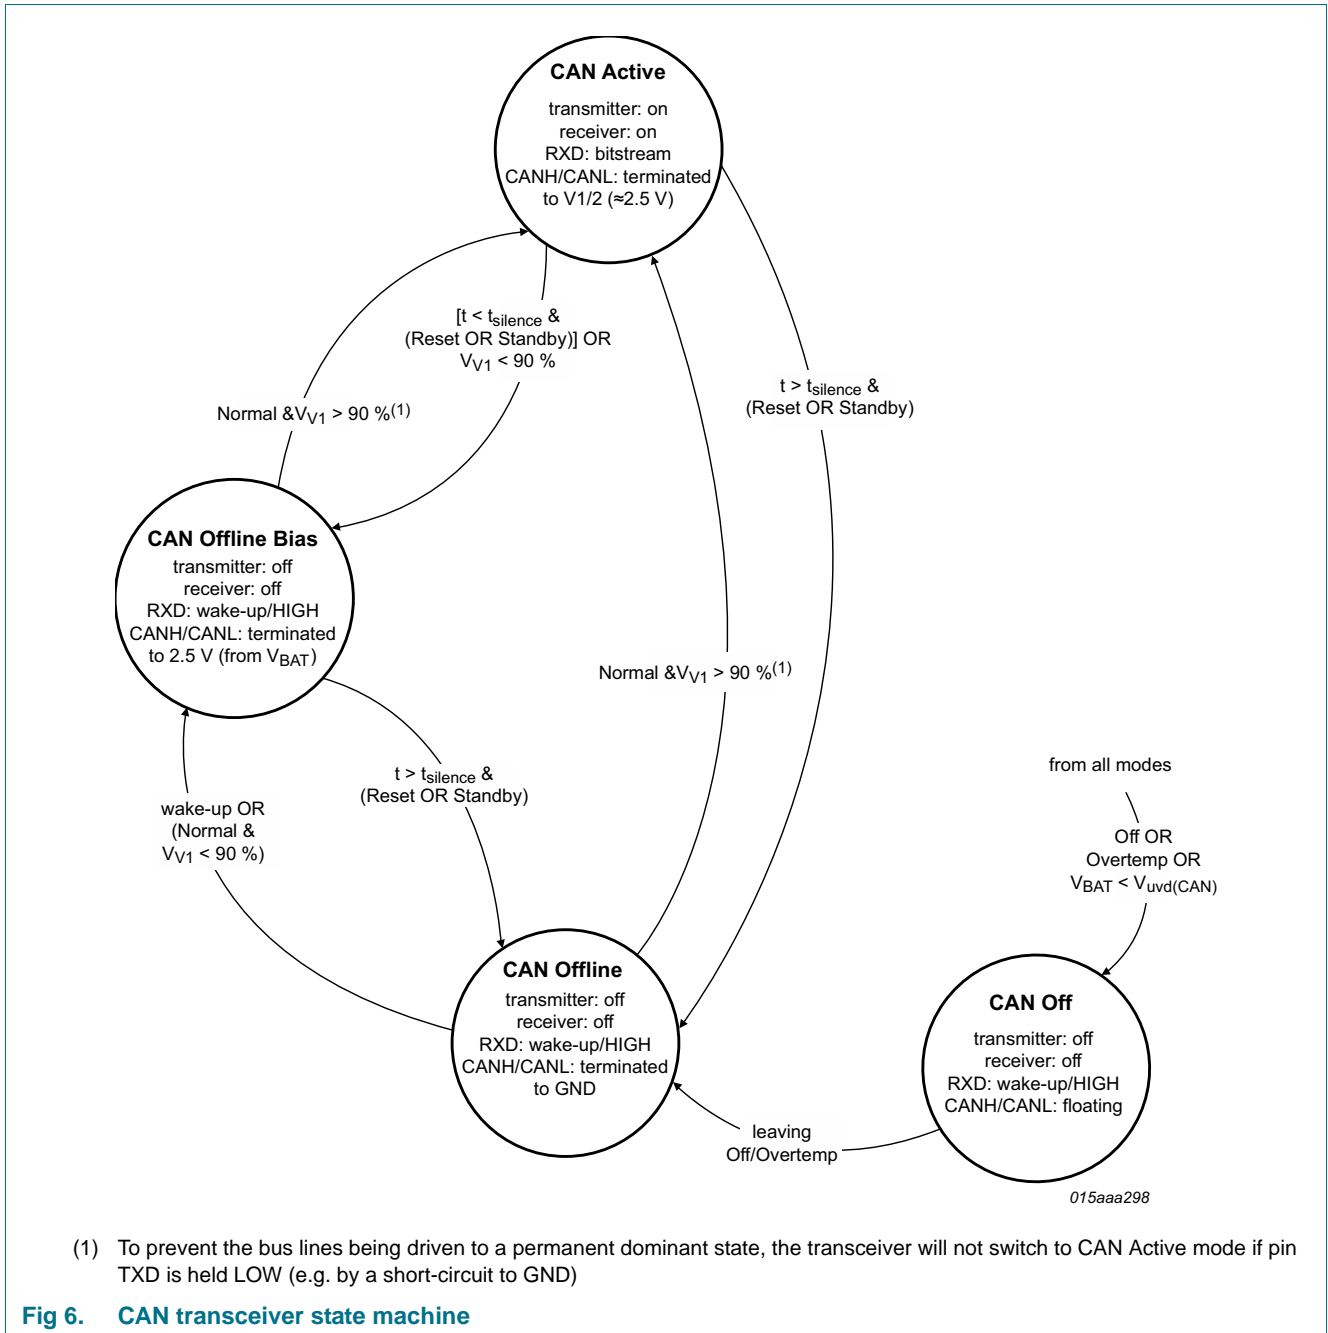 CAN Active
transmitter: on
receiver: on
RXD: bitstream
CANH/CANL: terminated
to V1/2 (≈2.5 V)
[t < tsilence &
(Reset OR Standby)] OR
VV1 < 90 %
t > tsilence &
(Reset OR Standby)
Normal &VV1 > 90 %(1)
CAN Offline Bias
transmitter: off
receiver: off
RXD: wake-up/HIGH
CANH/CANL: terminated
to 2.5 V (from VBAT)
Normal &VV1 > 90 %(1)
t > tsilence &
(Reset OR Standby)
wake-up OR
(Normal &
VV1 < 90 %)
from all modes
Off OR
Overtemp OR
VBAT < Vuvd(CAN)
CAN Offline
transmitter: off
receiver: off
RXD: wake-up/HIGH
CANH/CANL: terminated
to GND
CAN Off
transmitter: off
receiver: off
RXD: wake-up/HIGH
CANH/CANL: floating
leaving
Off/Overtemp
015aaa298
(1) To prevent the bus lines being driven to a permanent dominant state, the transceiver will not switch to CAN Active mode if pin
TXD is held LOW (e.g. by a short-circuit to GND)
Fig 6. CAN transceiver state machine